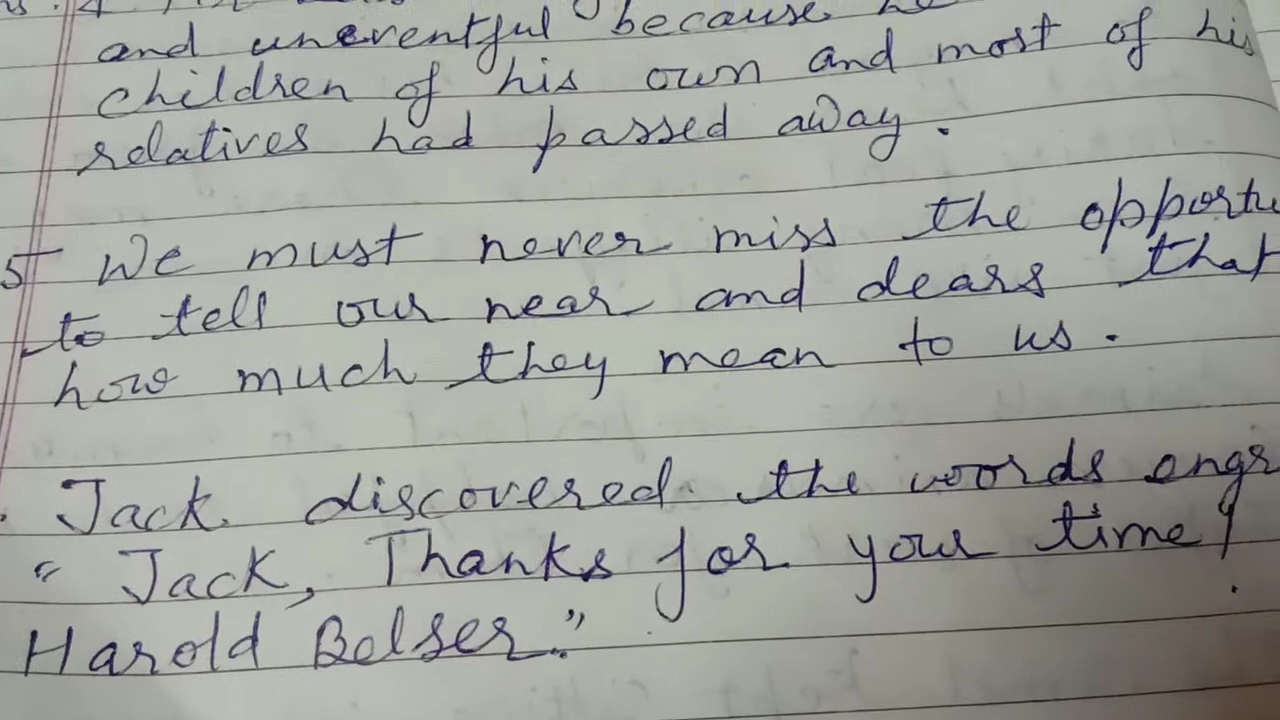 and uneventful because
children of his own and most of his
relatives had passed away.
5 We must never miss the opportu
to tell our near and dears that
how much they mean to us.
Jack discovered the words engr
"Jack, Thanks for your time!
Harold Belser."